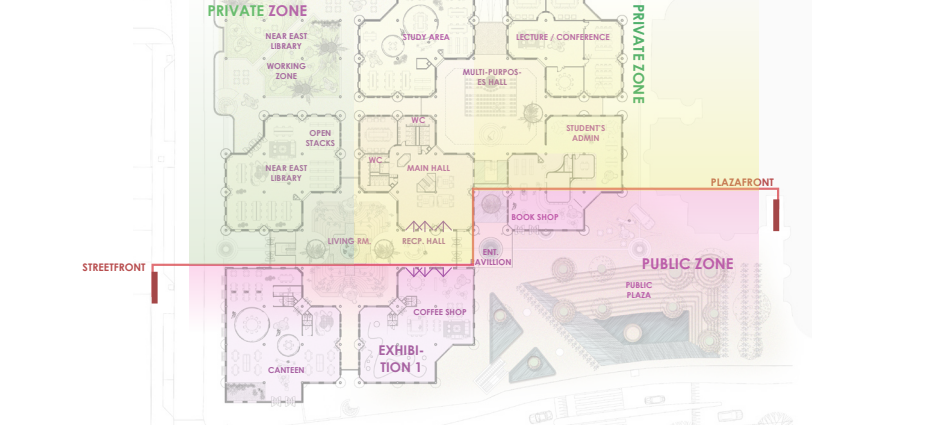 PRIVATE ZONE
PRIVATE ZONE
NEAR EAST
LIBRARY
STUDY AREA
LECTURE / CONFERENCE
WORKING
ZONE
MULTI-PURPOS-
ES HALL
WC
OPEN
STACKS
STUDENT'S
ADMIN
WC
NEAR EAST
LIBRARY
MAIN HALL
PLAZAFRONT
BOOK SHOP
LIVING RM.
RECP. HALL
ENT.
PAVILLION
STREETFRONT
PUBLIC ZONE
PUBLIC
PLAZA
COFFEE SHOP
EXHIBI-
TION 1
CANTEEN